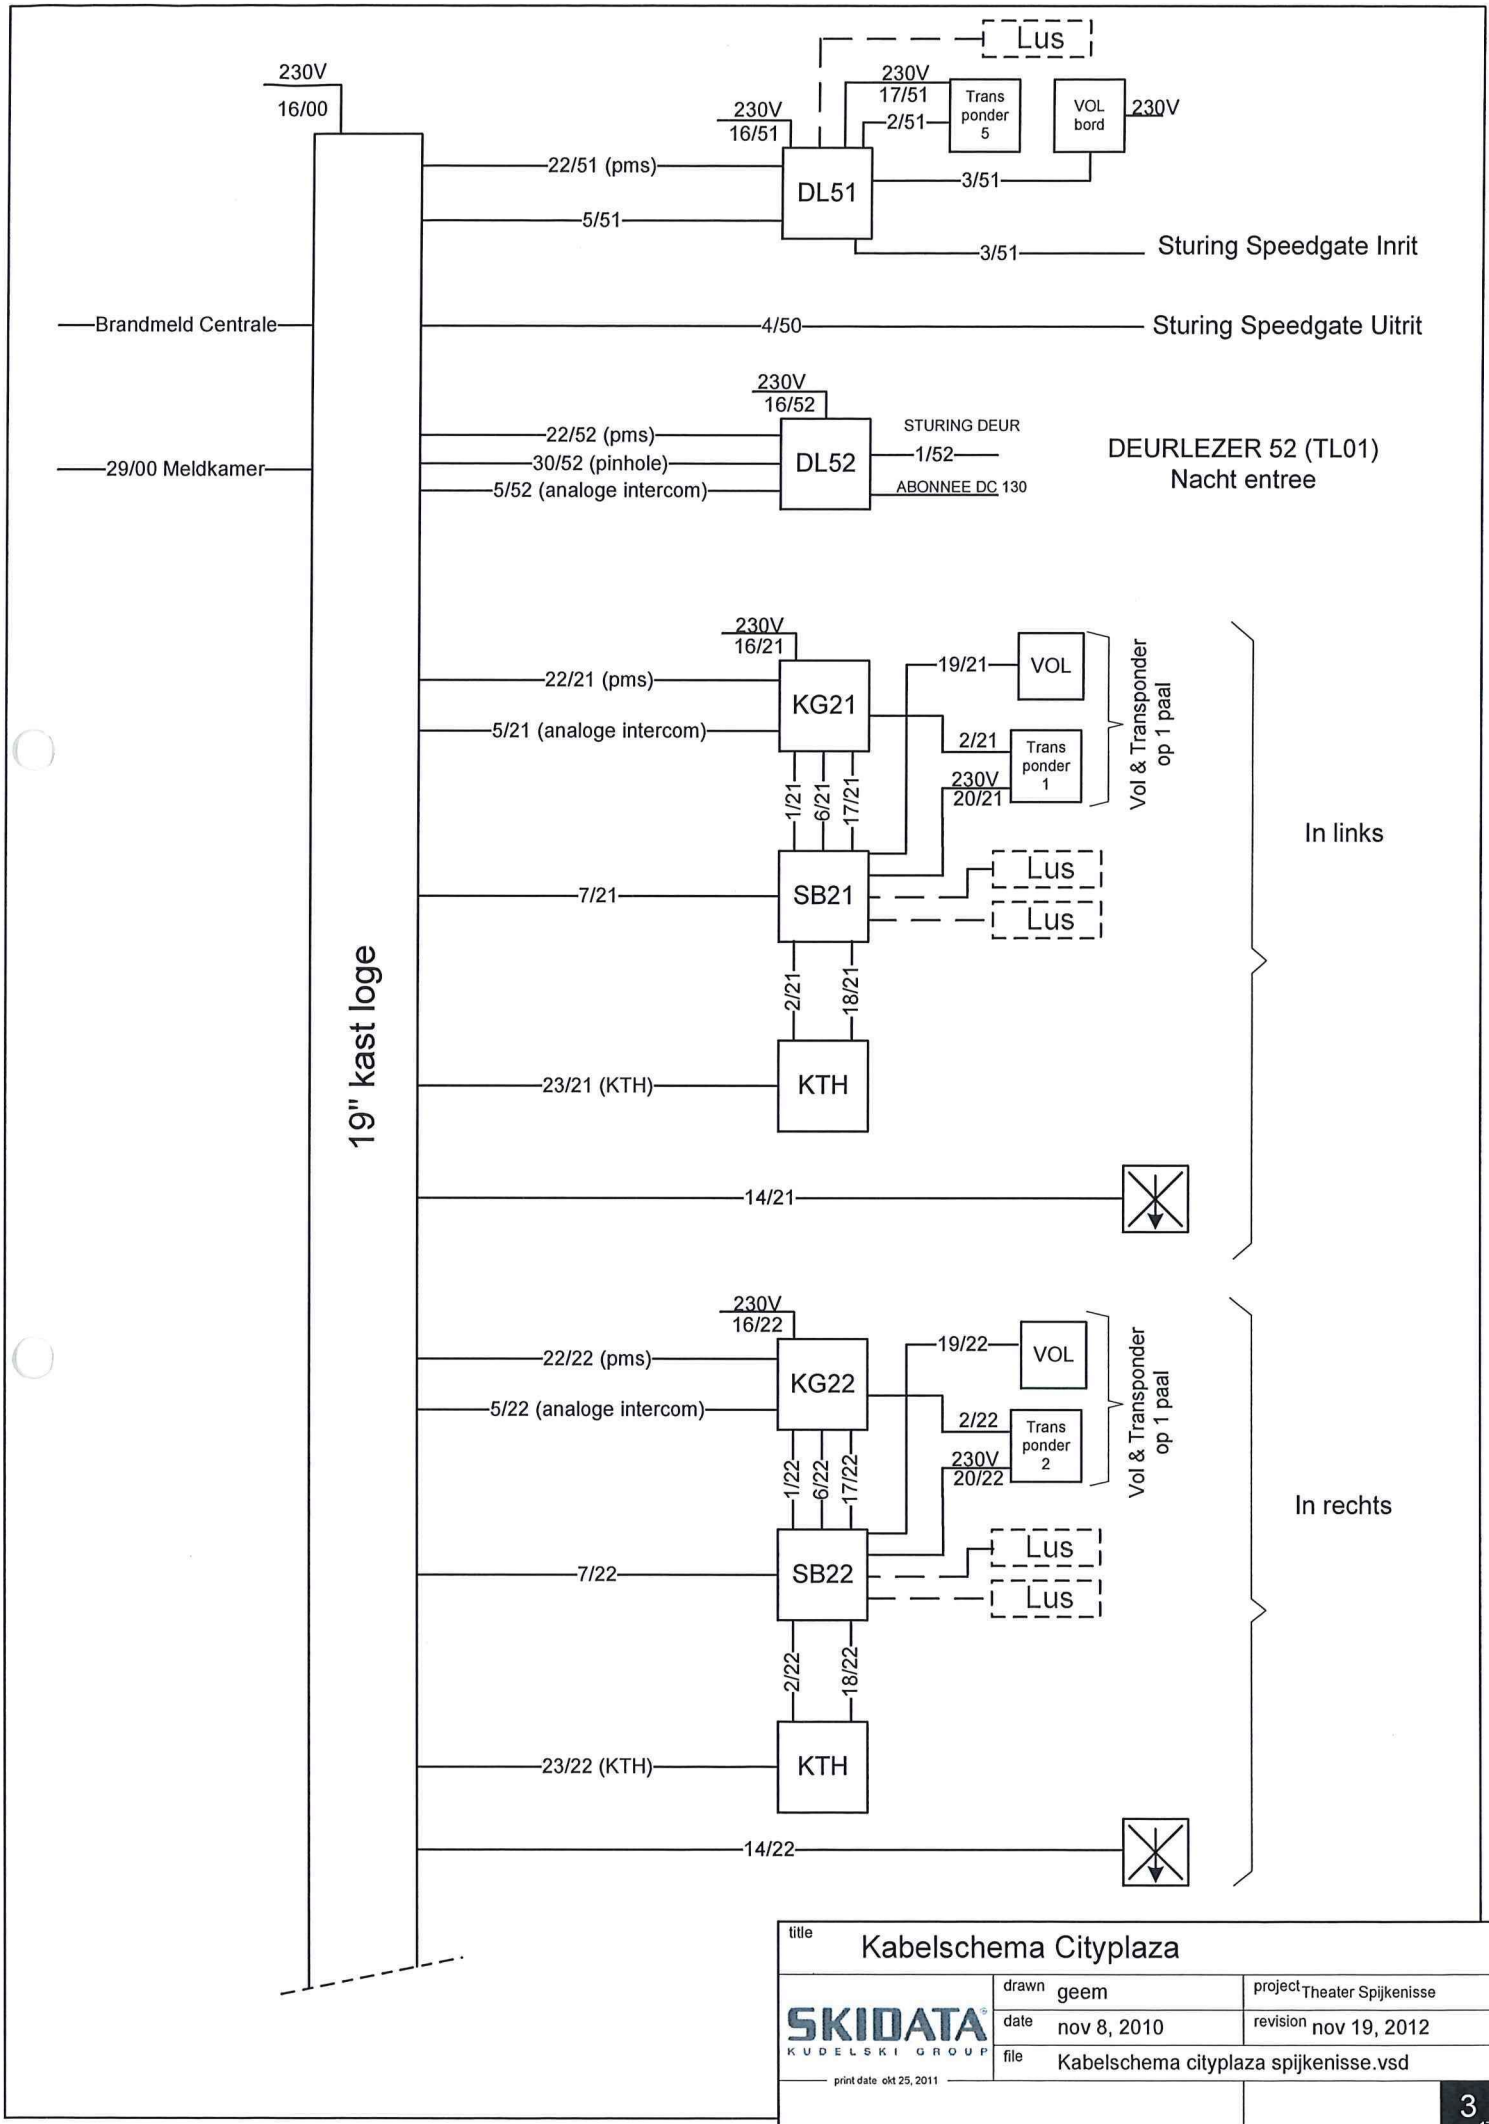 Lus
230V
16/00
230V
17/51
2/51
Trans
ponder
5
VOL
bord
230V
230V
16/51
22/51 (pms)
DL51
3/51
5/51
3/51
Sturing Speedgate Inrit
Brandmeld Centrale
4/50
Sturing Speedgate Uitrit
230V
16/52
22/52 (pms)
30/52 (pinhole)
5/52 (analoge intercom)
DL52
STURING DEUR
1/52
ABONNEE DC 130
DEURLEZER 52 (TL01)
Nacht entree
29/00 Meldkamer
19" kast loge
230V
16/21
22/21 (pms)
5/21 (analoge intercom)
KG21
19/21
VOL
2/21
Trans
ponder
1
230V
20/21
Vol & Transponder
op 1 paal
1/21
6/21
17/21
In links
7/21
SB21
Lus
Lus
2/21
18/21
23/21 (KTH)
KTH
14/21
230V
16/22
22/22 (pms)
5/22 (analoge intercom)
KG22
19/22
VOL
2/22
Trans
ponder
2
230V
20/22
Vol & Transponder
op 1 paal
1/22
6/22
17/22
In rechts
7/22
SB22
Lus
Lus
2/22
18/22
23/22 (KTH)
KTH
14/22
title
Kabelschema Cityplaza
SKIDATA®
KUDELSKI GROUP
print date okt 25, 2011
drawn geem
project Theater Spijkenisse
date nov 8, 2010
revision nov 19, 2012
file Kabelschema cityplaza spijkenisse.vsd
3